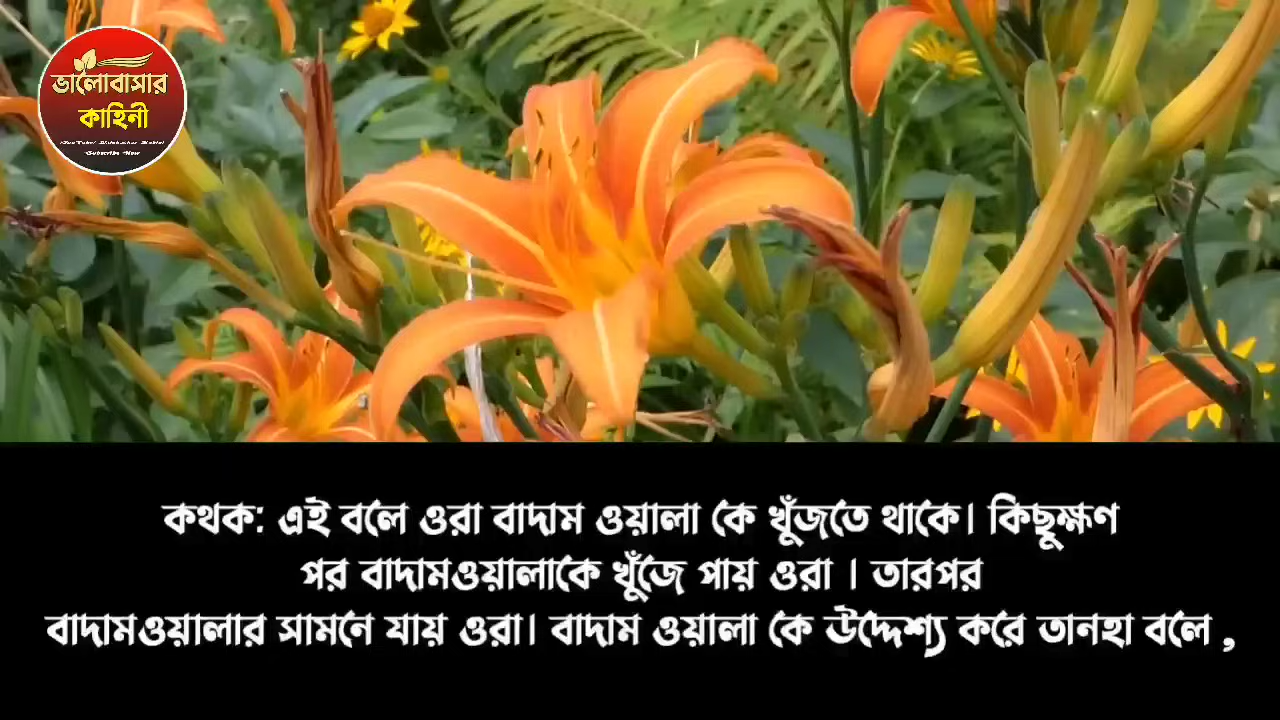 ভালোবাসার
কাহিনী
কথক: এই বলে ওরা বাদাম ওয়ালা কে খুঁজতে থাকে। কিছুক্ষণ
পর বাদামওয়ালাকে খুঁজে পায় ওরা । তারপর
বাদামওয়ালার সামনে যায় ওরা। বাদাম ওয়ালা কে উদ্দেশ্য করে তানহা বলে ,